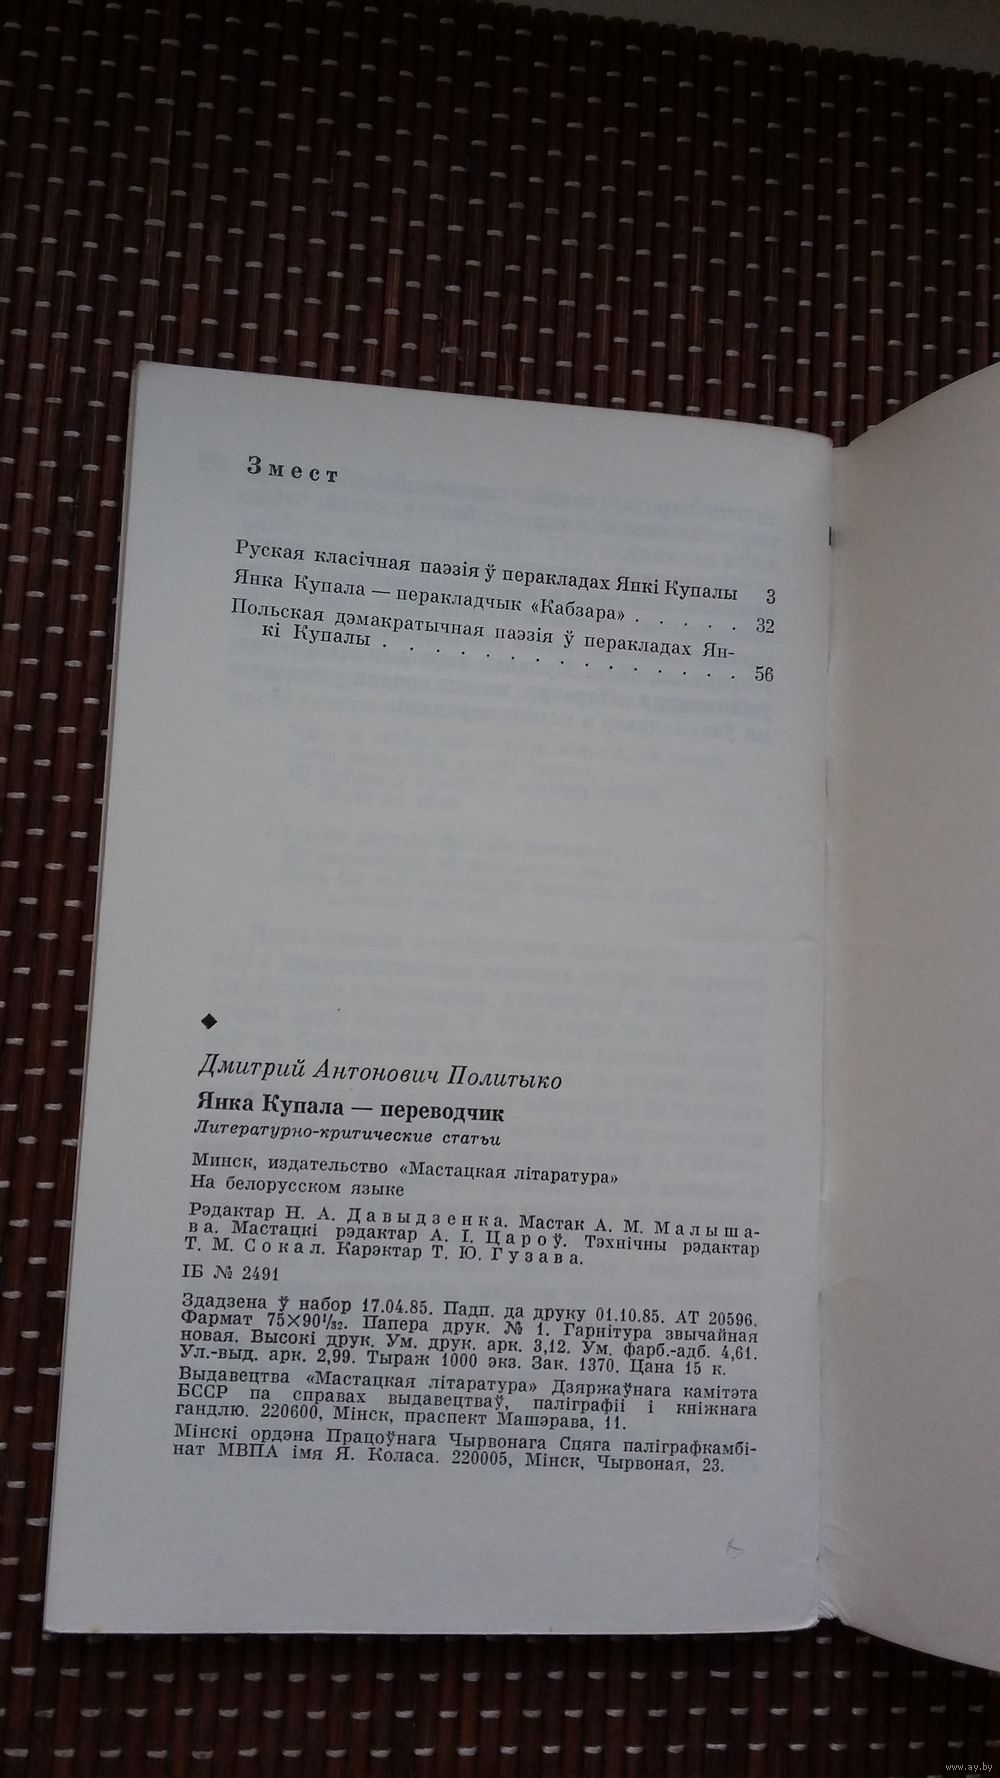 Змест
Руская класічная паэзія ў перакладах Янкі Купалы 3
Янка Купала — перакладчык «Кабзара» . . . . . 32
Польская дэмакратычная паэзія ў перакладах Ян-
кі Купалы . . . . . . . . . . . . . . . 56
Дмитрий Антонович Политыко
Янка Купала — переводчик
Литературно-критические статьи
Минск, издательство «Мастацкая літаратура»
На белорусском языке
Рэдактар Н. А. Давыдзенка. Мастак А. М. Малыша-
ва. Мастацкі рэдактар А. І. Цароў. Тэхнічны рэдактар
Т. М. Сокал. Карэктар Т. Ю. Гузава.
ІБ № 2491
Здадзена ў набор 17.04.85. Падп. да друку 01.10.85. АТ 20596.
Фармат 75×90¹/₃₂. Папера друк. № 1. Гарнітура звычайная
новая. Высокі друк. Ум. друк. арк. 3,12. Ум. фарб.-адб. 4,61.
Ул.-выд. арк. 2,99. Тыраж 1000 экз. Зак. 1370. Цана 15 к.
Выдавецтва «Мастацкая літаратура» Дзяржаўнага камітэта
БССР па справах выдавецтваў, паліграфіі і кніжнага
гандлю. 220600, Мінск, праспект Машэрава, 11.
Мінскі ордэна Працоўнага Чырвонага Сцяга паліграфкамбі-
нат МВПА імя Я. Коласа. 220005, Мінск, Чырвоная, 23.
www.ay.by